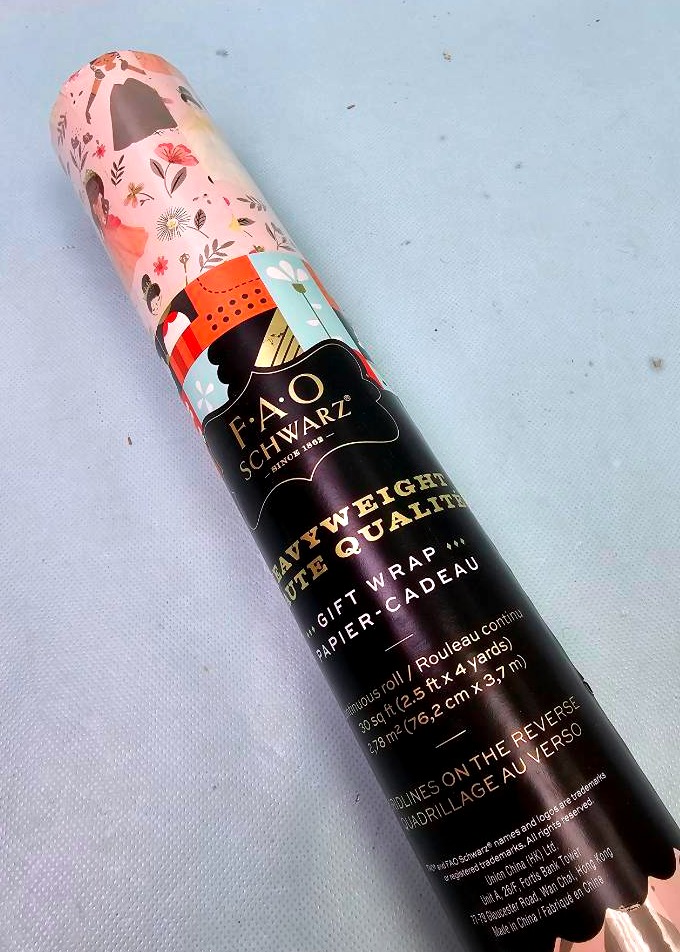 F·A·O
SCHWARZ®
SINCE 1862
EAVYWEIGHT
UTE QUALITÉ
GIFT WRAP
PAPIER-CADEAU
tinuous roll / Rouleau continu
30 sq ft (2.5 ft x 4 yards)
2,78 m² (76,2 cm x 3,7 m)
RIDLINES ON THE REVERSE
QUADRILLAGE AU VERSO
and FAO Schwarz® names and logos are trademarks
or registered trademarks. All rights reserved.
Union China (HK) Ltd.
Unit A, 26/F, Fortis Bank Tower
77-79 Gloucester Road, Wan Chai, Hong Kong
Made in China / Fabriqué en Chine